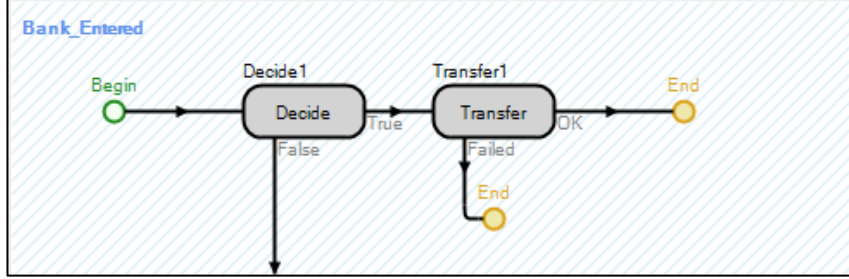 Bank_Entered
Begin
Decide1
Decide
True
False
Transfer1
Transfer
OK
Failed
End
End